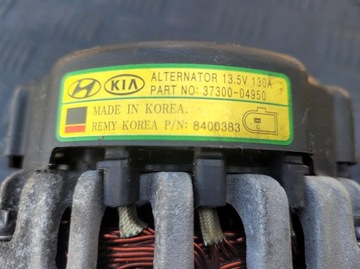 KIA
ALTERNATOR 13.5V 130A
PART NO: 37300-04950
MADE IN KOREA.
REMY KOREA P/N: 8400383
C